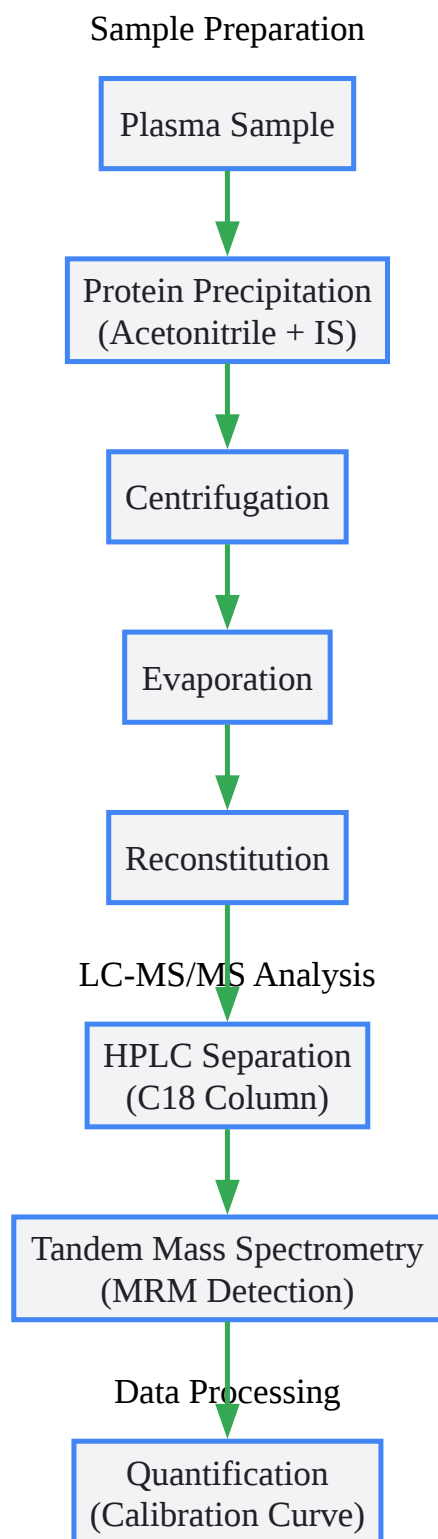 Sample Preparation
Plasma Sample
Protein Precipitation
(Acetonitrile + IS)
Centrifugation
Evaporation
Reconstitution
LC-MS/MS Analysis
HPLC Separation
(C18 Column)
Tandem Mass Spectrometry
(MRM Detection)
Data Processing
Quantification
(Calibration Curve)